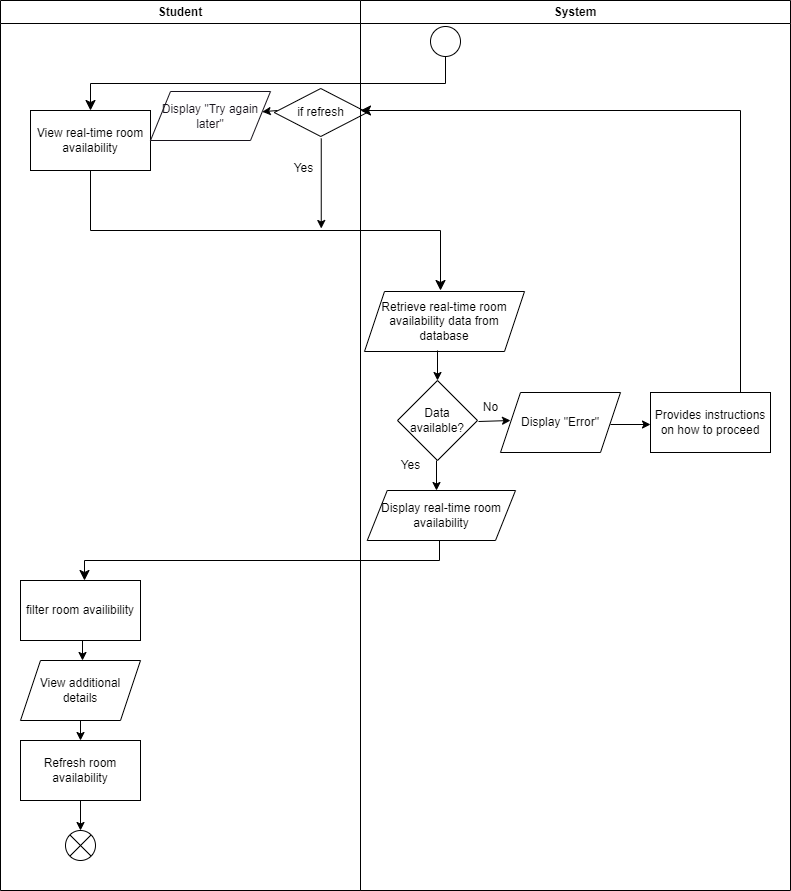 Student
System
Display "Try again
later"
if refresh
View real-time room
availability
Yes
Retrieve real-time room
availability data from
database
Data
available?
No
Display "Error"
Provides instructions
on how to proceed
Yes
Display real-time room
availability
filter room availibility
View additional
details
Refresh room
availability